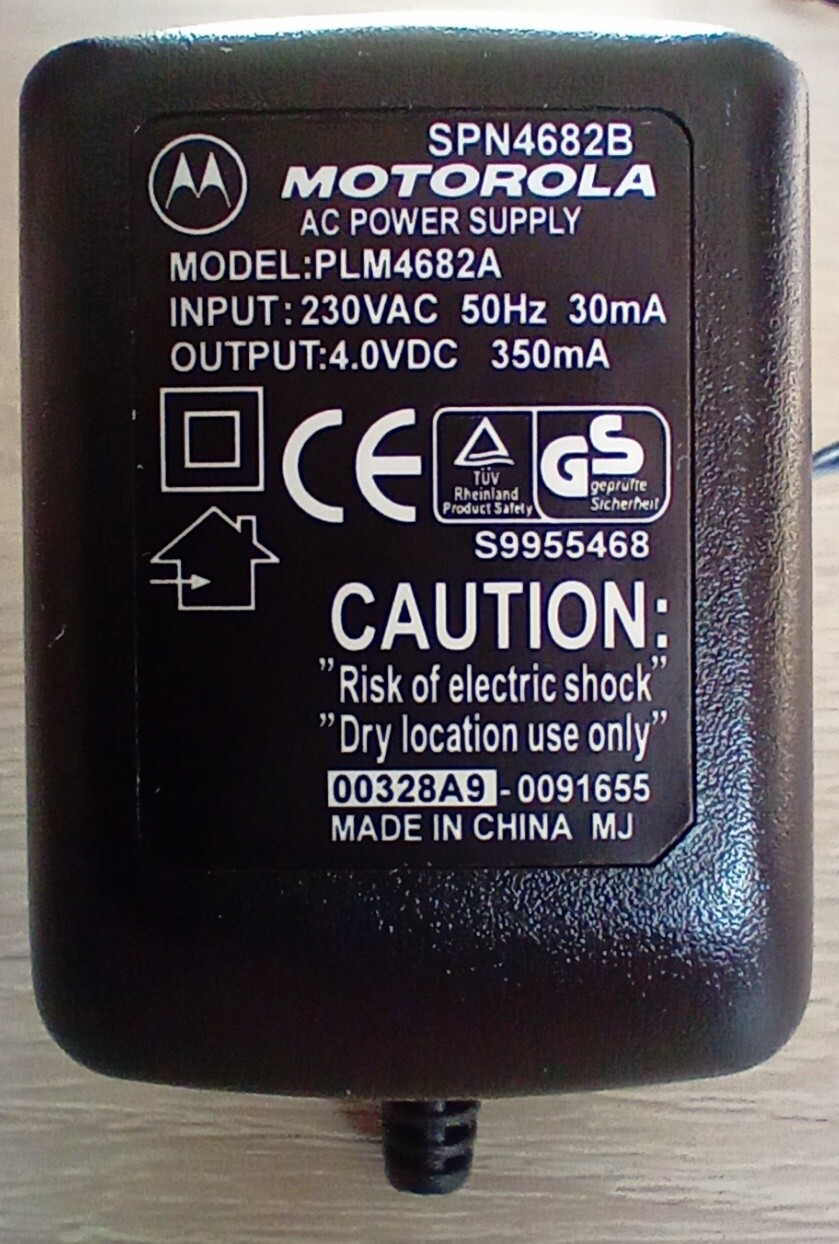 SPN4682B
MOTOROLA
AC POWER SUPPLY
MODEL:PLM4682A
INPUT: 230VAC 50Hz 30mA
OUTPUT:4.0VDC 350mA
CE
TÜV
Rheinland
Product Safety
GS
geprüfte
Sicherheit
S9955468
CAUTION:
”Risk of electric shock”
”Dry location use only”
00328A9-0091655
MADE IN CHINA MJ